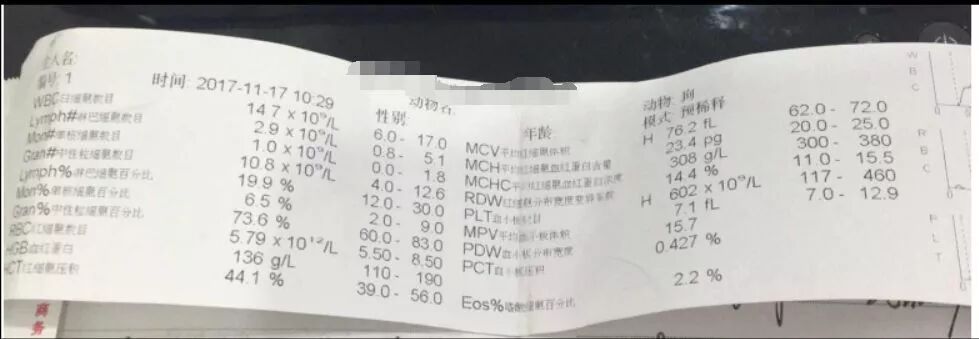 主人名:
编号: 1
时间: 2017-11-17 10:29
动物名:
性别:
年龄:
动物: 狗
模式: 预稀释
WBC白细胞数目 14.7 x 10^9/L 6.0 - 17.0
Lymph#淋巴细胞数目 2.9 x 10^9/L 0.8 - 5.1
Mon#单核细胞数目 1.0 x 10^9/L 0.0 - 1.8
Gran#中性粒细胞数目 10.8 x 10^9/L 4.0 - 12.6
Lymph%淋巴细胞百分比 19.9 % 12.0 - 30.0
Mon%单核细胞百分比 6.5 % 2.0 - 9.0
Gran%中性粒细胞百分比 73.6 % 60.0 - 83.0
RBC红细胞数目 5.79 x 10^12/L 5.50 - 8.50
HGB血红蛋白 136 g/L 110 - 190
HCT红细胞压积 44.1 % 39.0 - 56.0
MCV平均红细胞体积 H 76.2 fL 62.0 - 72.0
MCH平均红细胞血红蛋白含量 23.4 pg 20.0 - 25.0
MCHC平均红细胞血红蛋白浓度 308 g/L 300 - 380
RDW红细胞分布宽度变异系数 14.4 % 11.0 - 15.5
PLT血小板数目 H 602 x 10^9/L 117 - 460
MPV平均血小板体积 7.1 fL 7.0 - 12.9
PDW血小板分布宽度 15.7
PCT血小板压积 0.427 %
Eos%嗜酸细胞百分比 2.2 %
WBC
RBC
PLT
商务